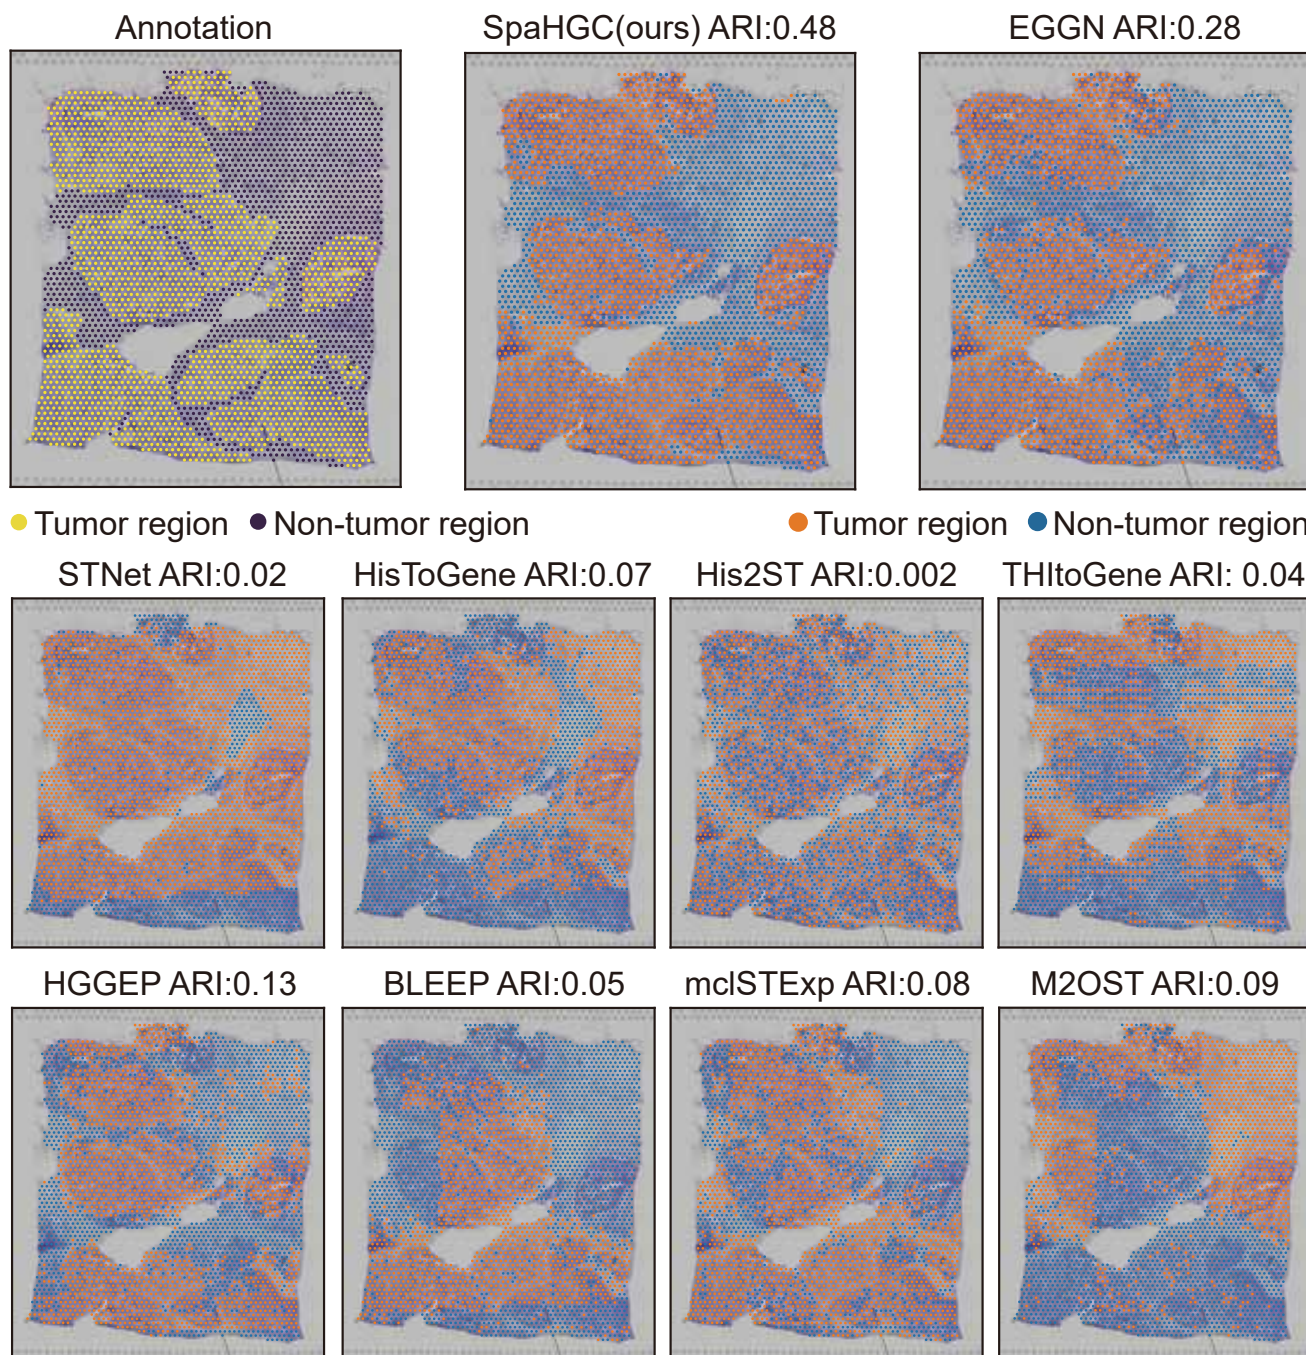 Annotation
SpaHGC(ours) ARI:0.48
EGGN ARI:0.28
Tumor region Non-tumor region
Tumor region Non-tumor region
STNet ARI:0.02
HisToGene ARI:0.07
His2ST ARI:0.002
THItoGene ARI: 0.04
HGGEP ARI:0.13
BLEEP ARI:0.05
mclSTExp ARI:0.08
M2OST ARI:0.09